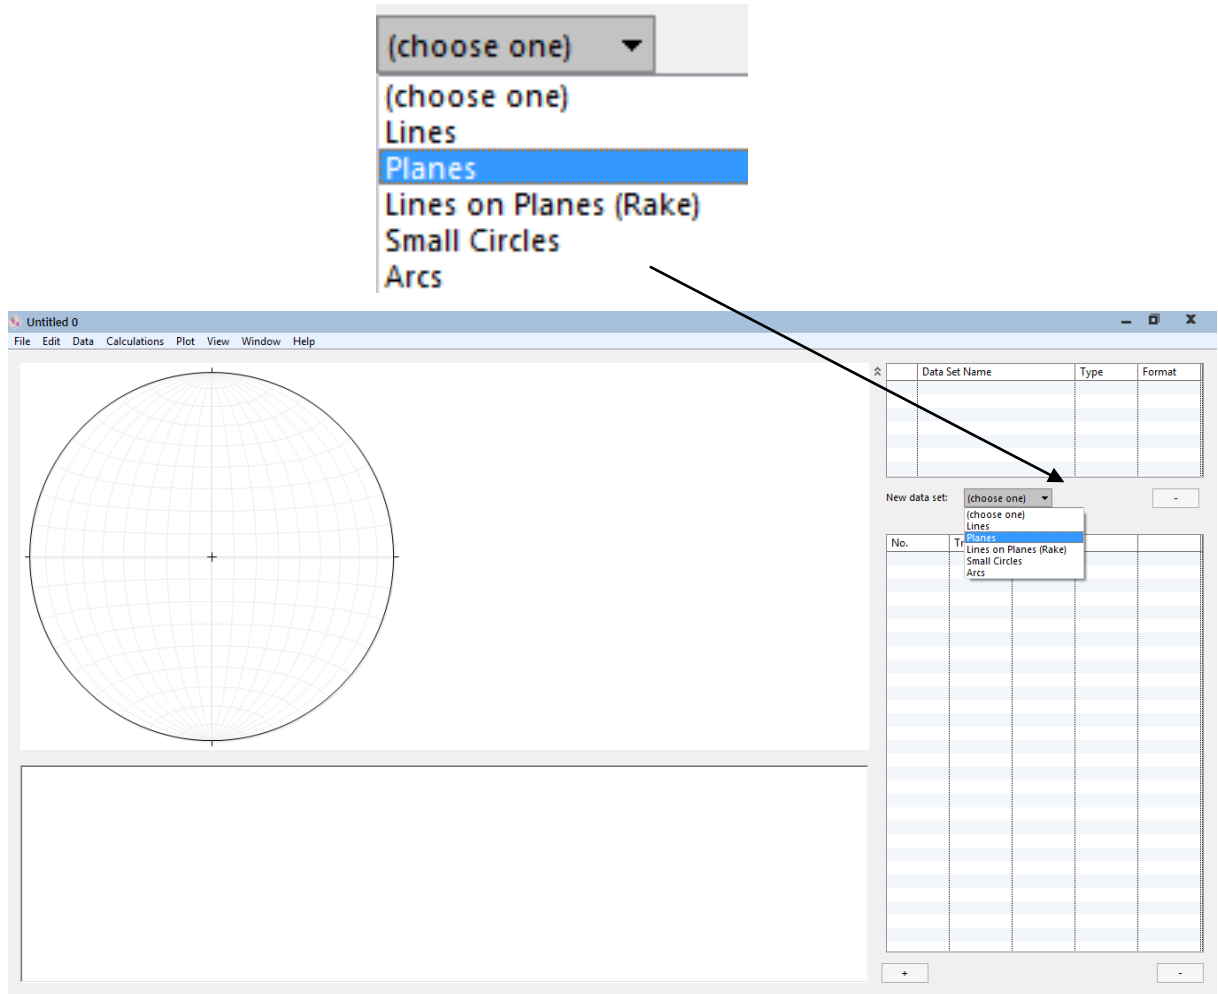 (choose one)
(choose one)
Lines
Planes
Lines on Planes (Rake)
Small Circles
Arcs
Untitled 0
File Edit Data Calculations Plot View Window Help
Data Set Name Type Format
New data set: (choose one) -
(choose one)
Lines
Planes
Lines on Planes (Rake)
Small Circles
Arcs
No. Tr
+ -